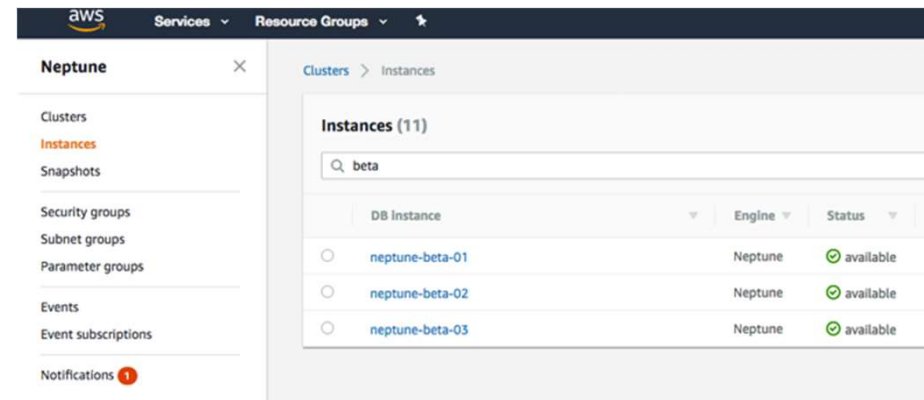 aws Services Resource Groups
Neptune
Clusters
Instances
Snapshots
Security groups
Subnet groups
Parameter groups
Events
Event subscriptions
Notifications 1
Clusters > Instances
Instances (11)
beta
DB instance Engine Status
neptune-beta-01 Neptune available
neptune-beta-02 Neptune available
neptune-beta-03 Neptune available